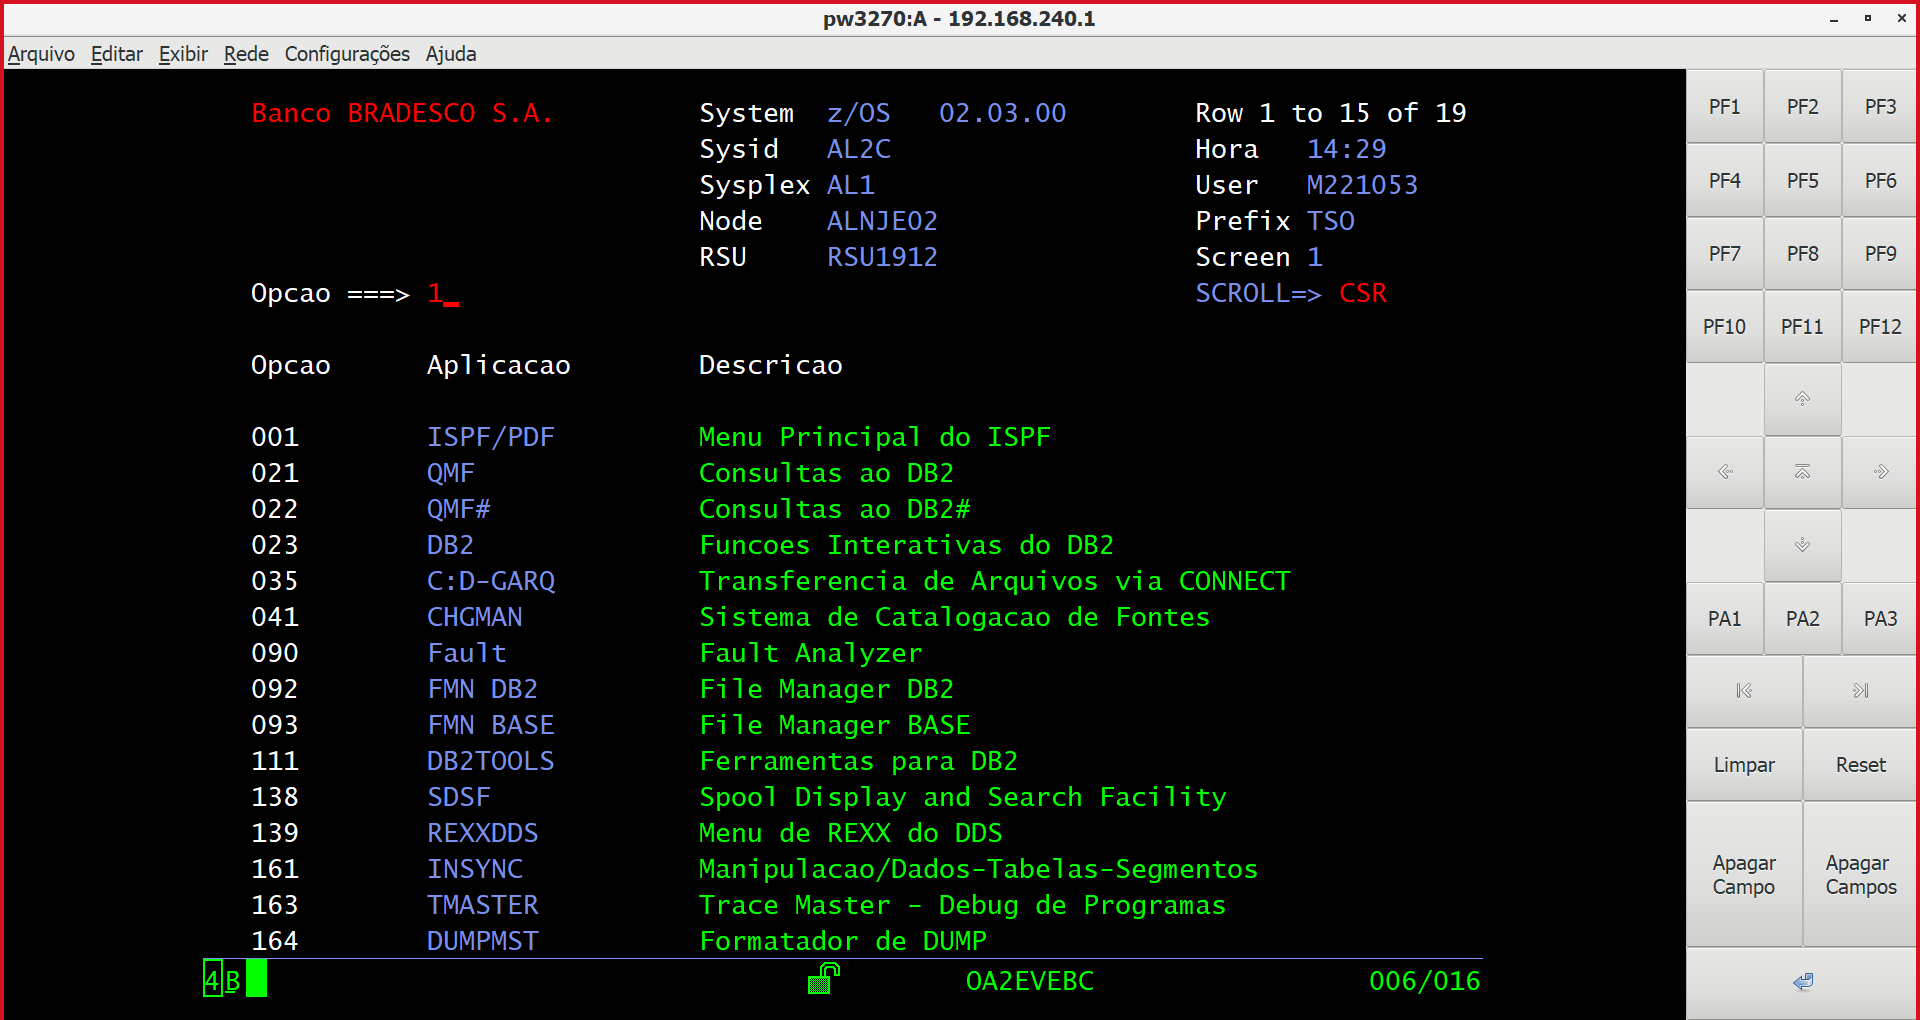 pw3270:A - 192.168.240.1
Arquivo Editar Exibir Rede Configurações Ajuda
Banco BRADESCO S.A. System z/OS 02.03.00 Row 1 to 15 of 19
Sysid AL2C Hora 14:29
Sysplex AL1 User M221053
Node ALNJE02 Prefix TSO
RSU RSU1912 Screen 1
Opcao ===> 1_ SCROLL=> CSR
Opcao Aplicacao Descricao
001 ISPF/PDF Menu Principal do ISPF
021 QMF Consultas ao DB2
022 QMF# Consultas ao DB2#
023 DB2 Funcoes Interativas do DB2
035 C:D-GARQ Transferencia de Arquivos via CONNECT
041 CHGMAN Sistema de Catalogacao de Fontes
090 Fault Fault Analyzer
092 FMN DB2 File Manager DB2
093 FMN BASE File Manager BASE
111 DB2TOOLS Ferramentas para DB2
138 SDSF Spool Display and Search Facility
139 REXXDDS Menu de REXX do DDS
161 INSYNC Manipulacao/Dados-Tabelas-Segmentos
163 TMASTER Trace Master - Debug de Programas
164 DUMPMST Formatador de DUMP
4 B OA2EVEBC 006/016
PF1 PF2 PF3
PF4 PF5 PF6
PF7 PF8 PF9
PF10 PF11 PF12
PA1 PA2 PA3
Limpar Reset
Apagar Campo
Apagar Campos